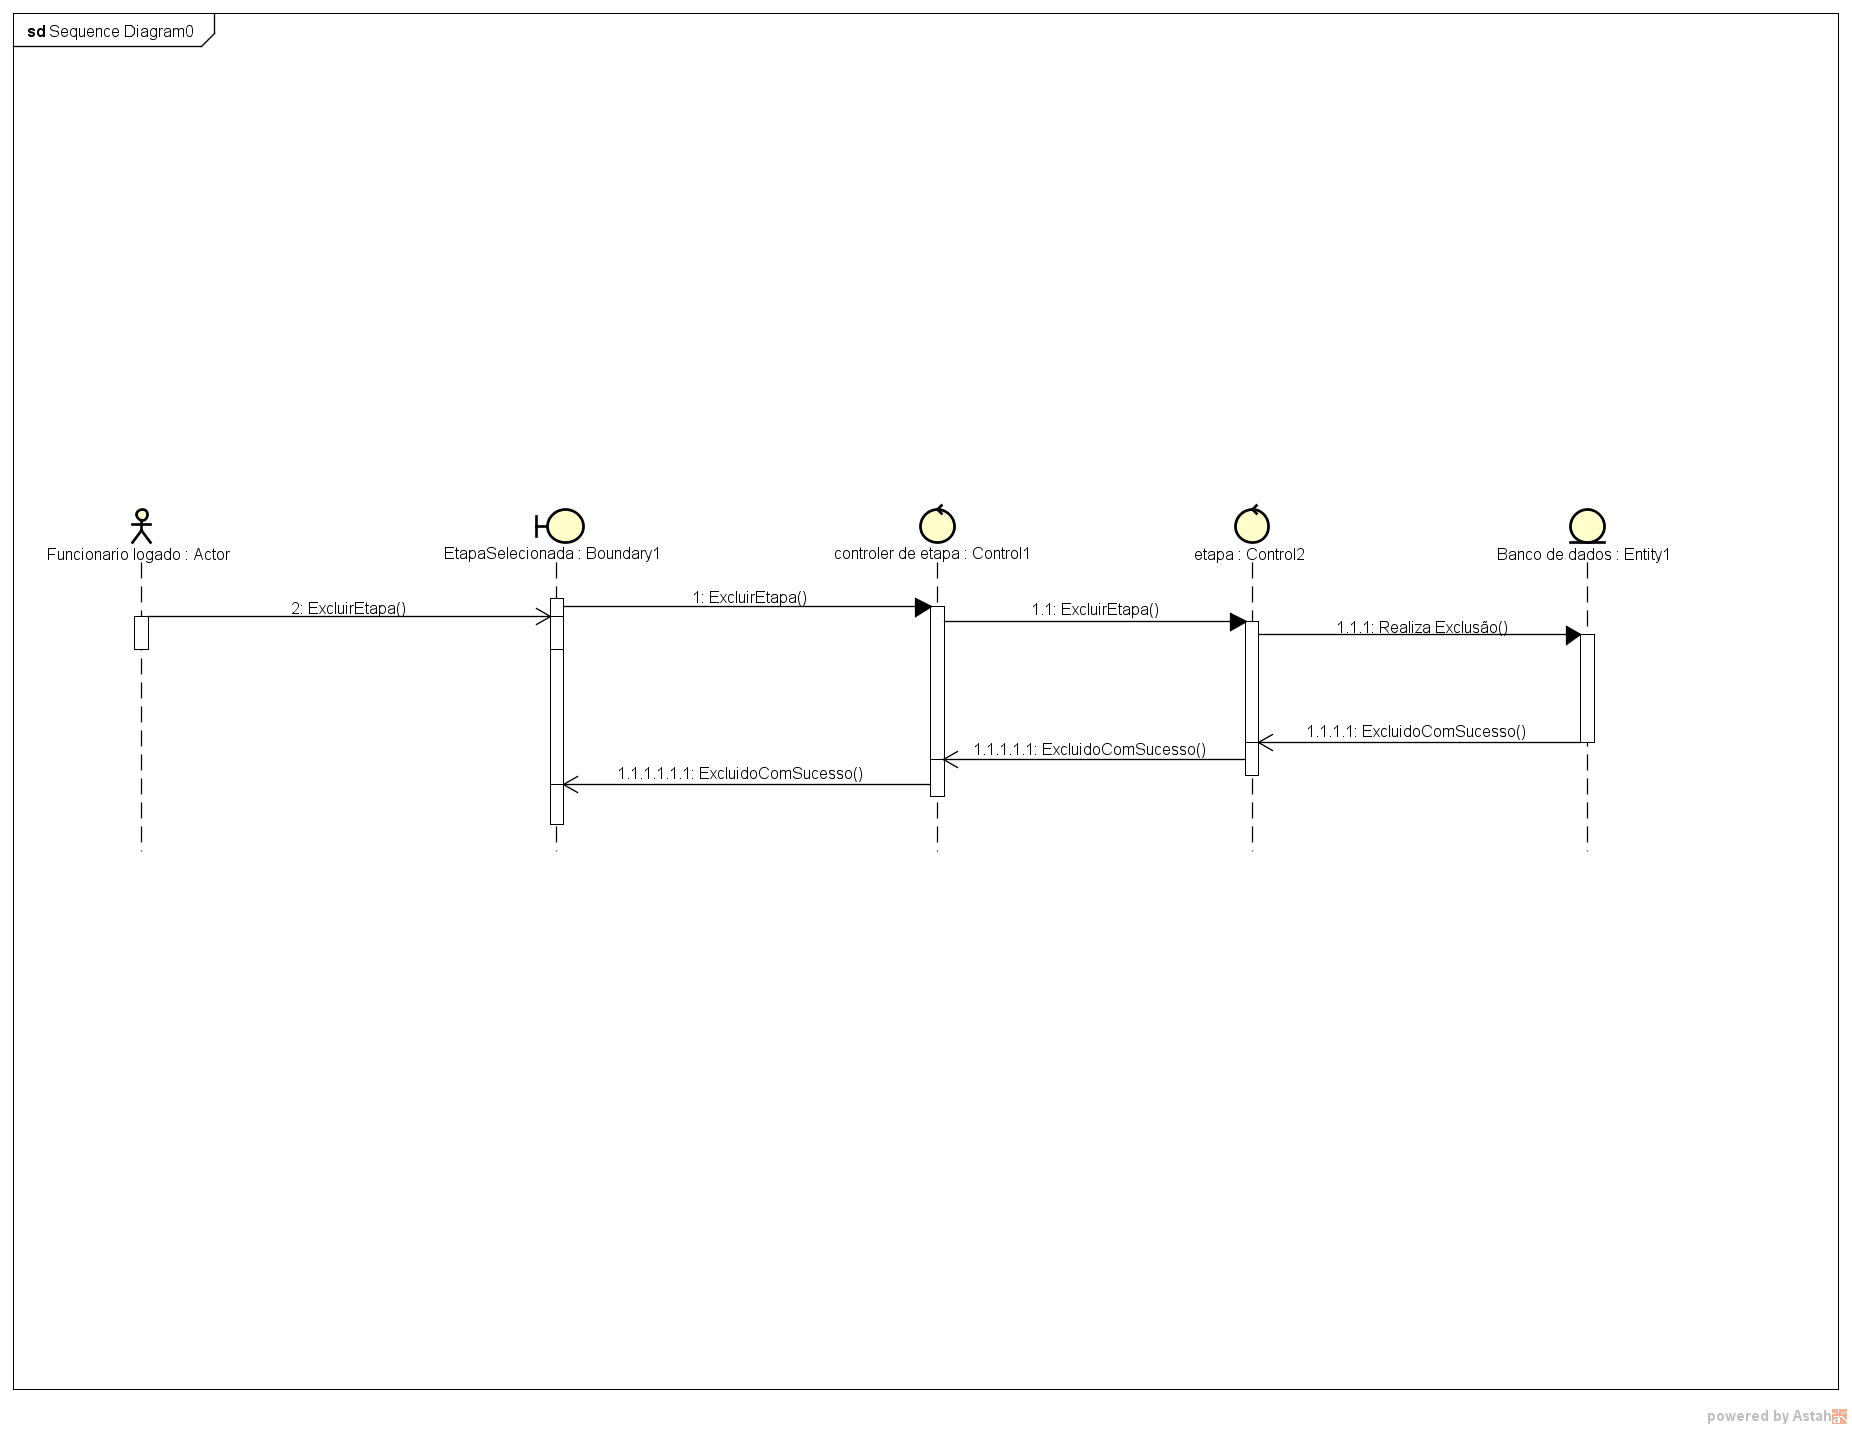 sd Sequence Diagram0
Funcionario logado : Actor
EtapaSelecionada : Boundary1
controler de etapa : Control1
etapa : Control2
Banco de dados : Entity1
2: ExcluirEtapa()
1: ExcluirEtapa()
1.1: ExcluirEtapa()
1.1.1: Realiza Exclusão()
1.1.1.1: ExcluidoComSucesso()
1.1.1.1.1: ExcluidoComSucesso()
1.1.1.1.1.1: ExcluidoComSucesso()
powered by Astah